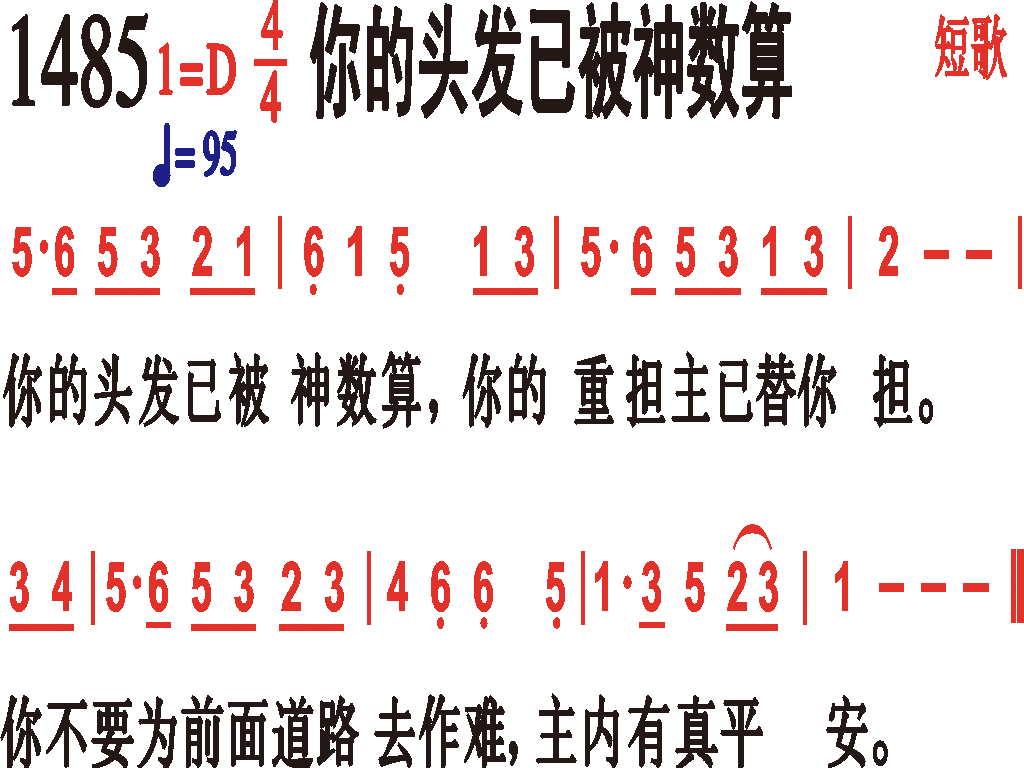 1485 1=D 4/4 你的头发已被神数算 短歌
♩=95
5·6 5 3 2 1 | 6̣ 1 5̣ 1 3 | 5·6 5 3 1 3 | 2 – – |
你的头发已被 神数算，你的 重担主已替你 担。
3 4 | 5·6 5 3 2 3 | 4 6̣ 6̣ 5̣ | 1·3 5 2 3 | 1 – – – ‖
你不要为前面道路 去作难，主内有真平 安。